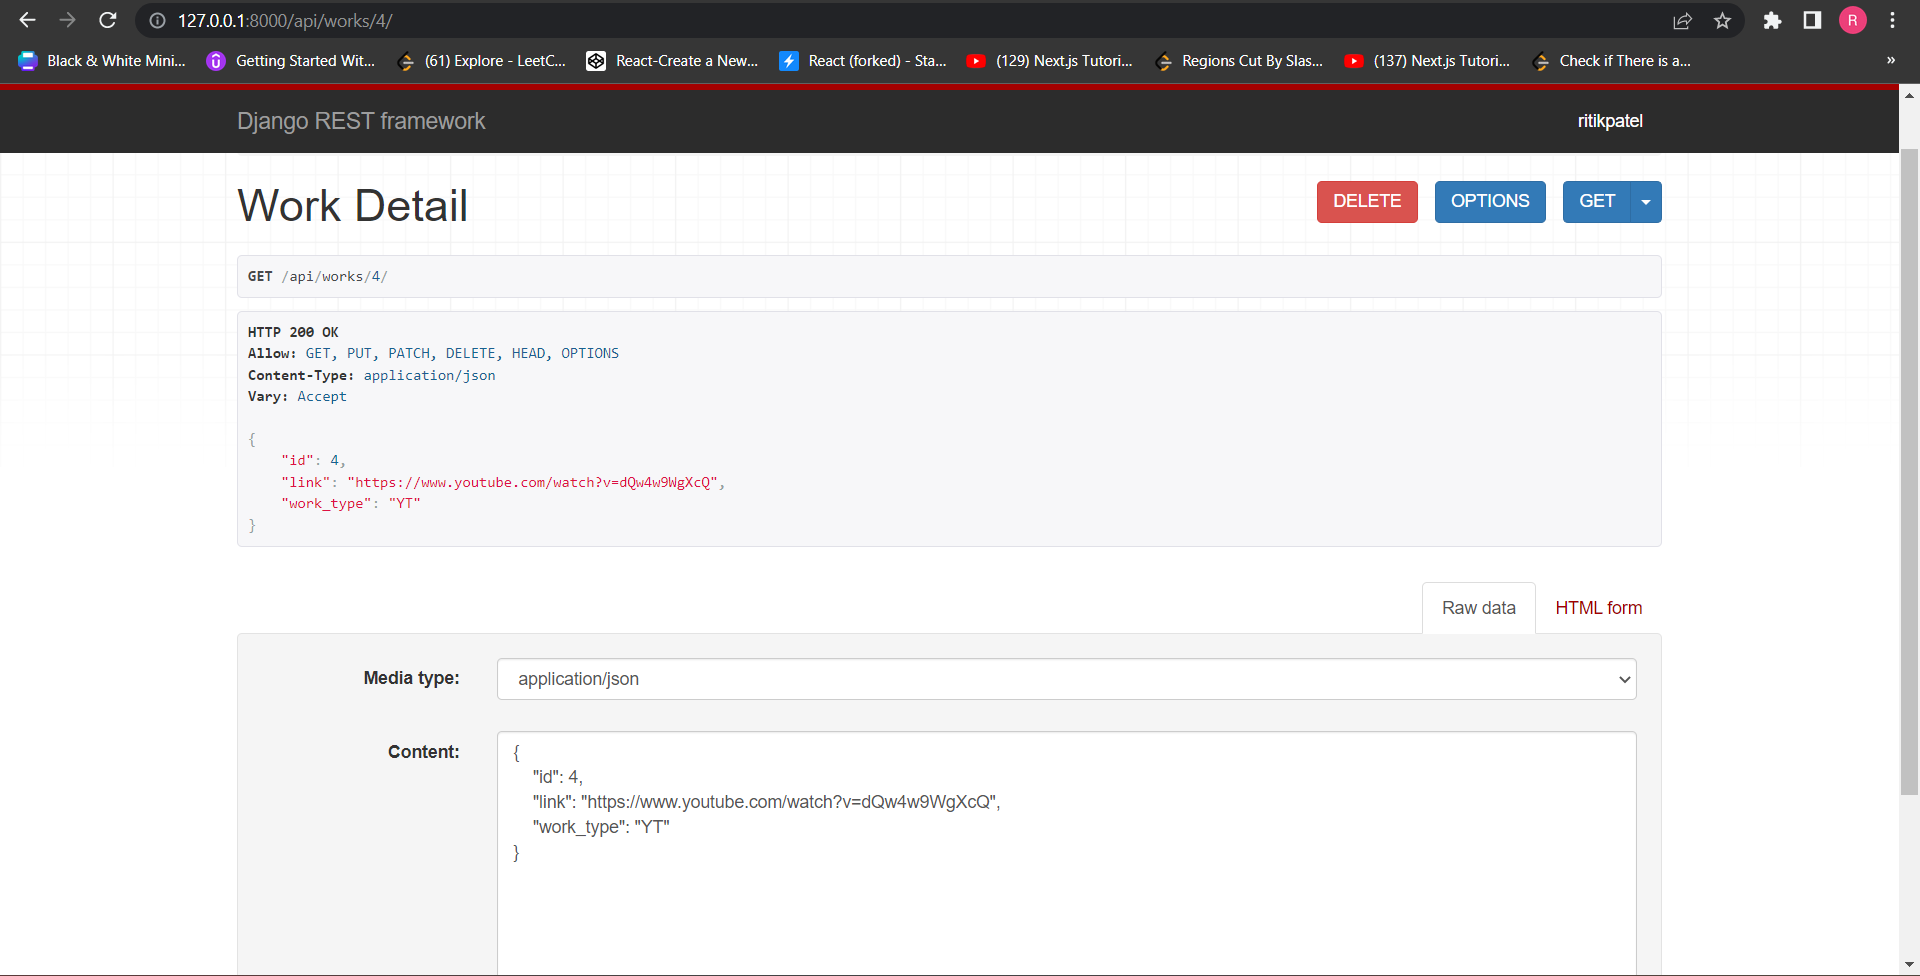 127.0.0.1:8000/api/works/4/
R
Black & White Mini... Getting Started Wit... (61) Explore - LeetC... React-Create a New... React (forked) - Sta... (129) Next.js Tutori... Regions Cut By Slas... (137) Next.js Tutori... Check if There is a... »
Django REST framework ritikpatel
Work Detail DELETE OPTIONS GET
GET /api/works/4/
HTTP 200 OK
Allow: GET, PUT, PATCH, DELETE, HEAD, OPTIONS
Content-Type: application/json
Vary: Accept
{
"id": 4,
"link": "https://www.youtube.com/watch?v=dQw4w9WgXcQ",
"work_type": "YT"
}
Raw data HTML form
Media type: application/json
Content: {
"id": 4,
"link": "https://www.youtube.com/watch?v=dQw4w9WgXcQ",
"work_type": "YT"
}